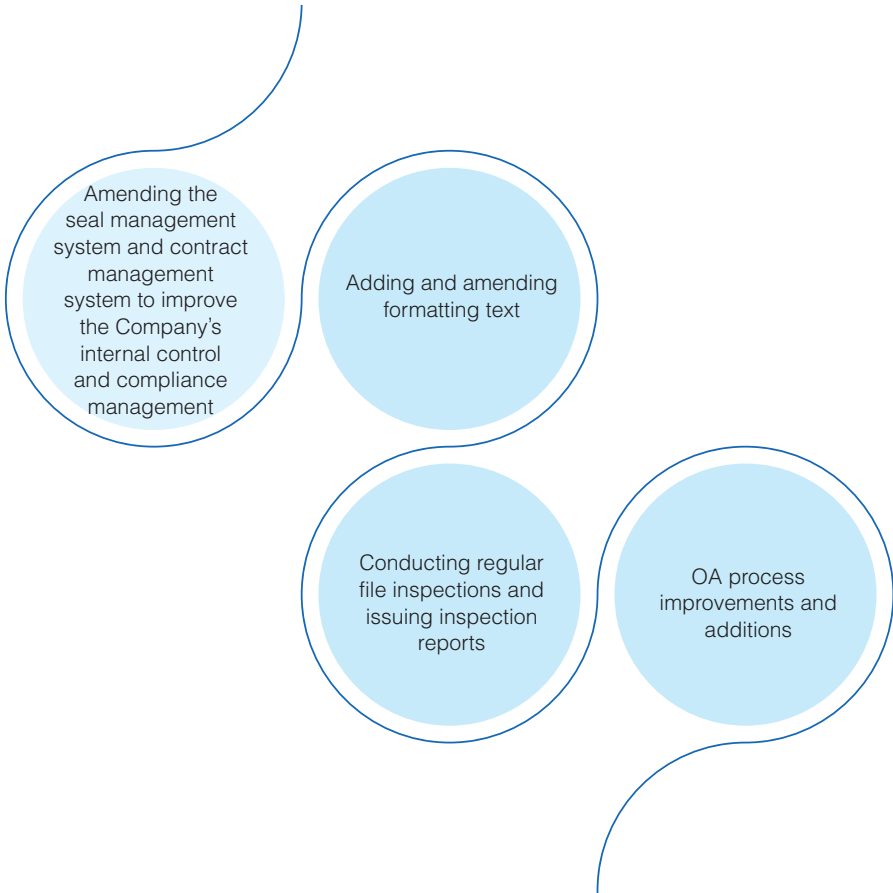 Amending the
seal management
system and contract
management
system to improve
the Company’s
internal control
and compliance
management
Adding and amending
formatting text
Conducting regular
file inspections and
issuing inspection
reports
OA process
improvements and
additions